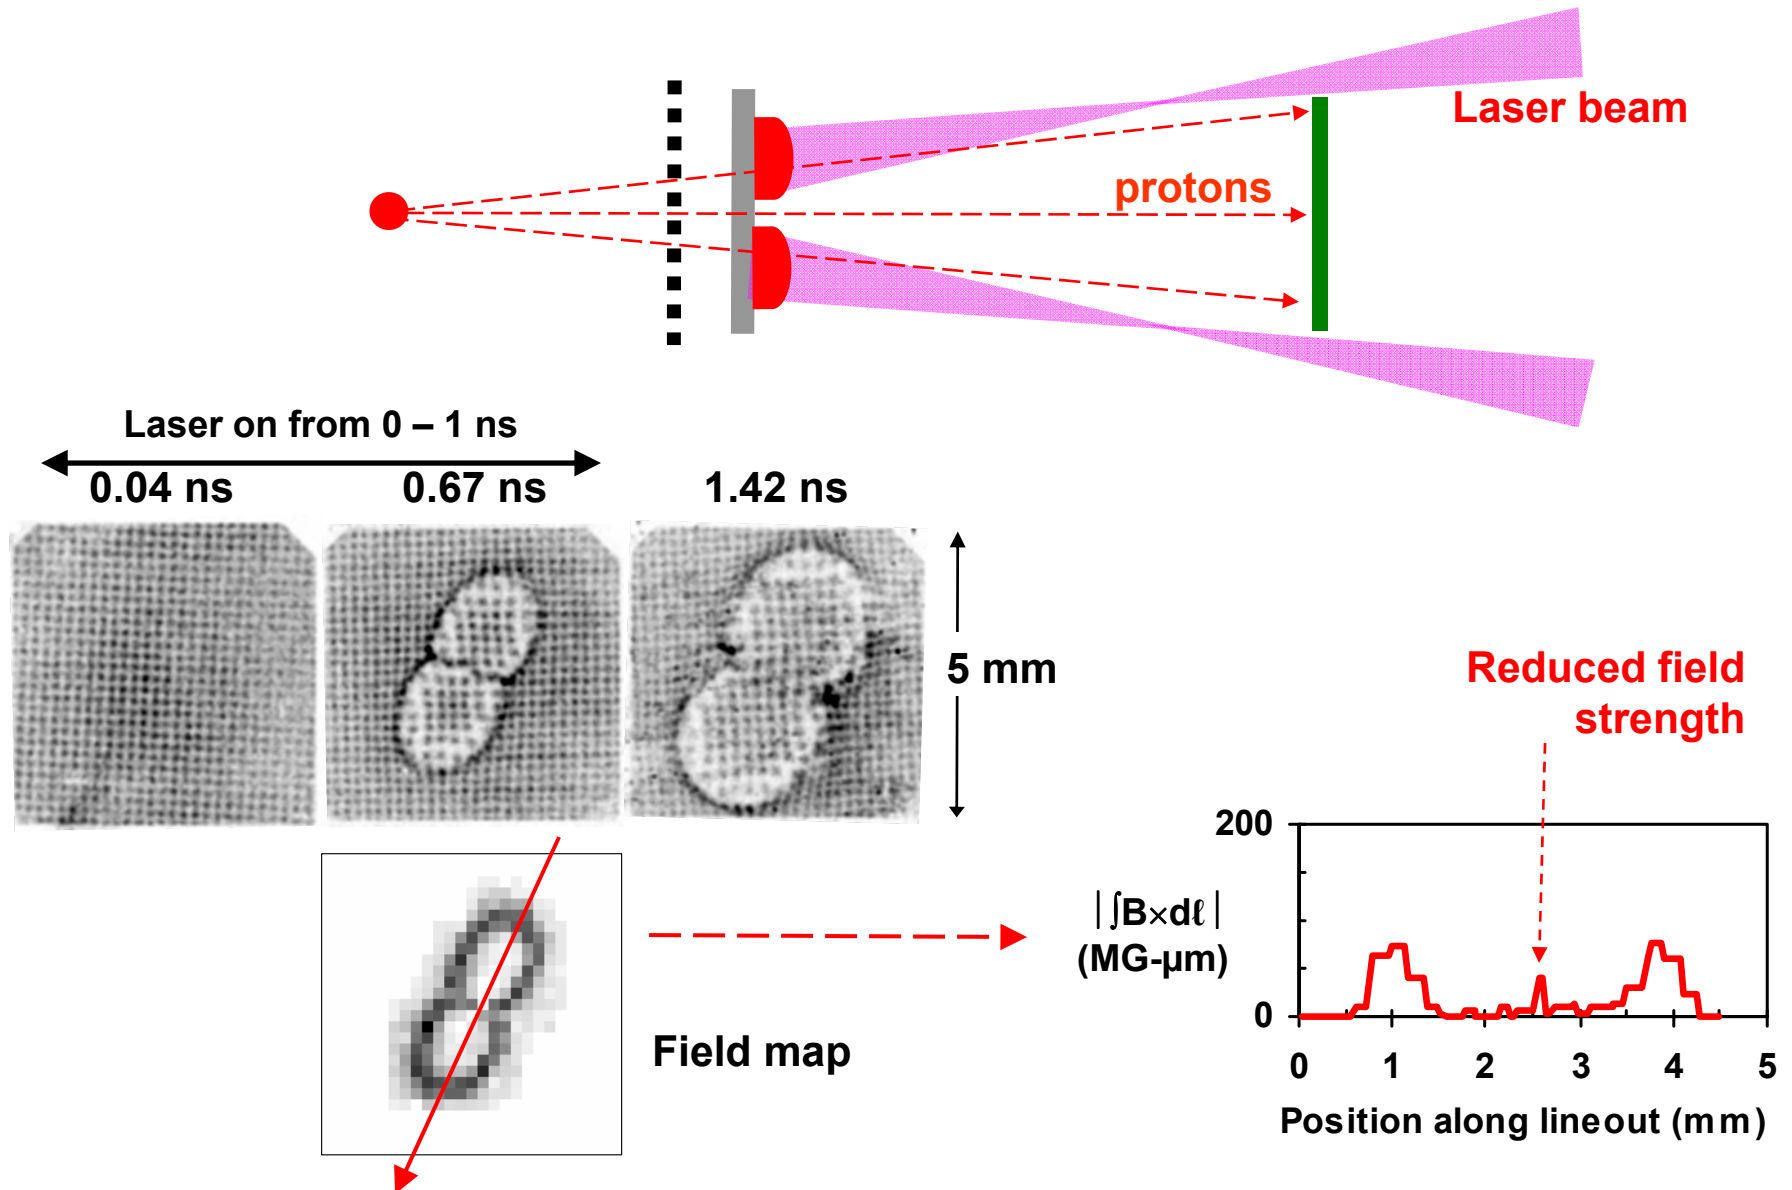 Laser beam
protons
Laser on from 0 – 1 ns
0.04 ns
0.67 ns
1.42 ns
5 mm
Reduced field
strength
Field map
|∫B×dℓ|
(MG-µm)
200
0
0 1 2 3 4 5
Position along lineout (mm)